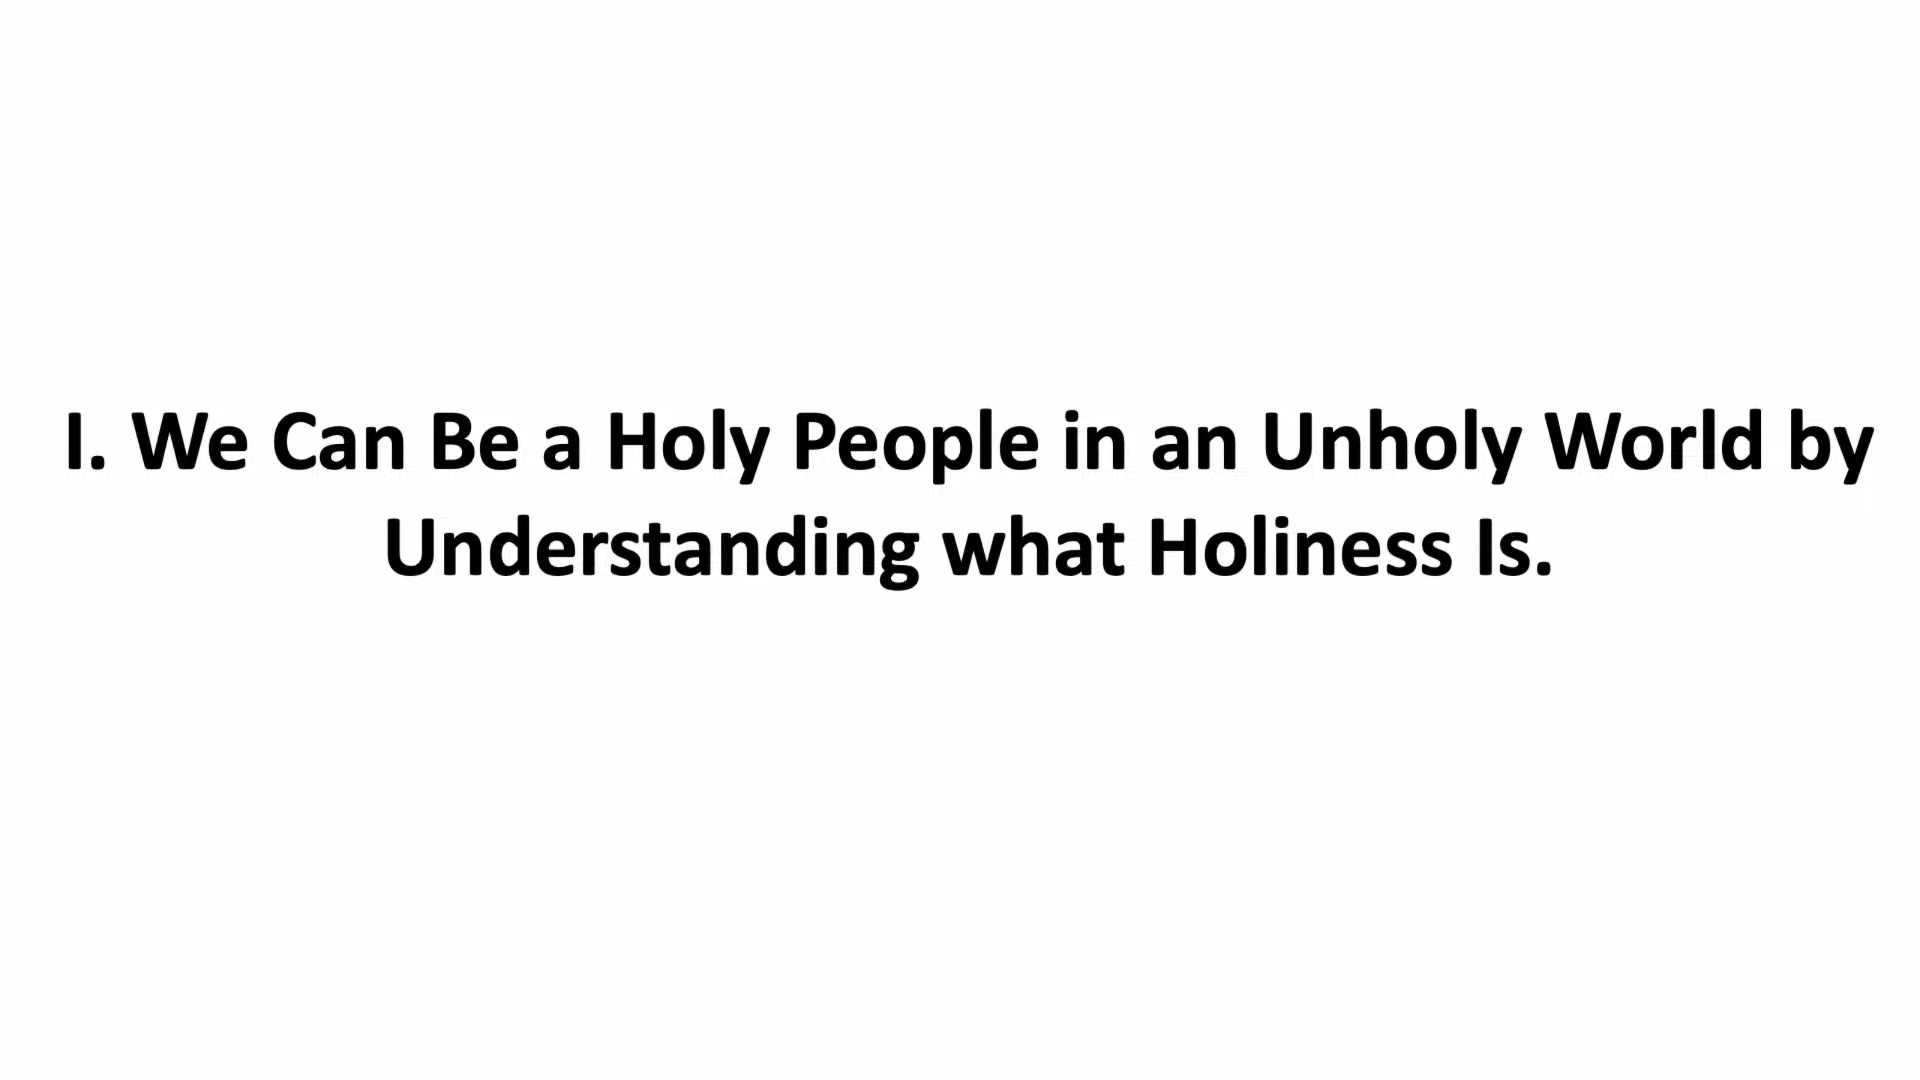 I. We Can Be a Holy People in an Unholy World by
Understanding what Holiness Is.